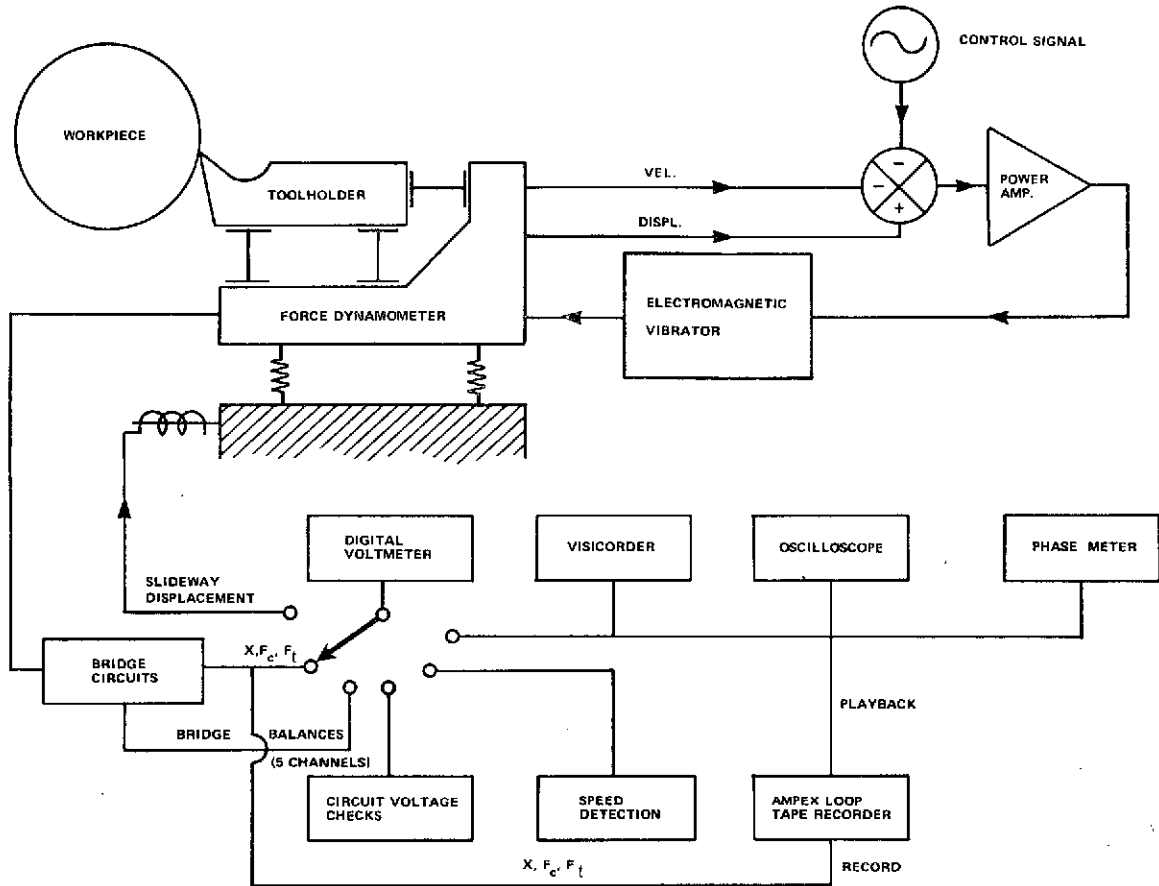 CONTROL SIGNAL
WORKPIECE
TOOLHOLDER
VEL.
DISPL.
−
−
+
POWER
AMP.
FORCE DYNAMOMETER
ELECTROMAGNETIC
VIBRATOR
DIGITAL
VOLTMETER
VISICORDER
OSCILLOSCOPE
PHASE METER
SLIDEWAY
DISPLACEMENT
BRIDGE
CIRCUITS
X, Fc, Ft
PLAYBACK
BRIDGE BALANCES
(5 CHANNELS)
CIRCUIT VOLTAGE
CHECKS
SPEED
DETECTION
AMPEX LOOP
TAPE RECORDER
X, Fc, Ft
RECORD